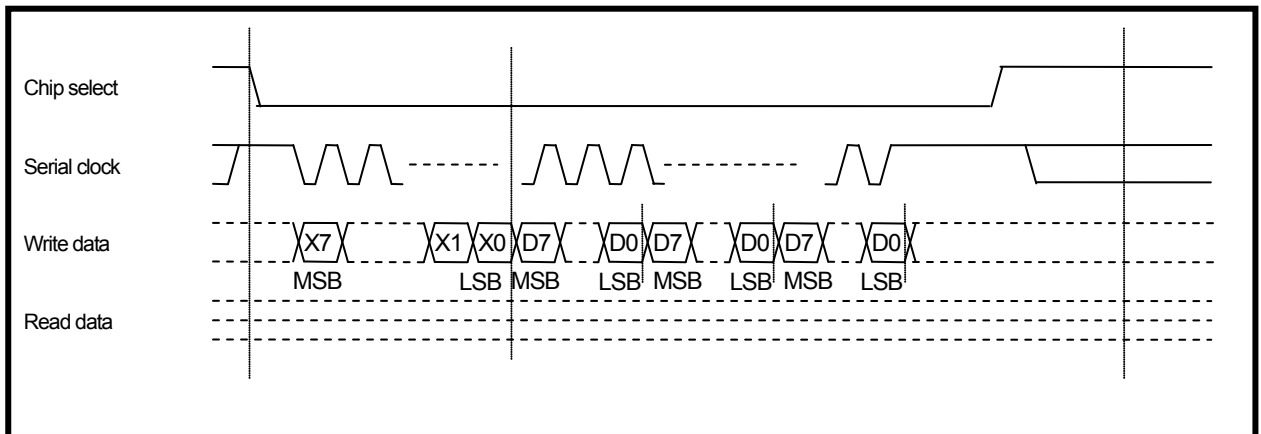 Chip select
Serial clock
Write data
X7 X1 X0 D7 D0 D7 D0 D7 D0
MSB LSB MSB LSB MSB LSB MSB LSB
Read data